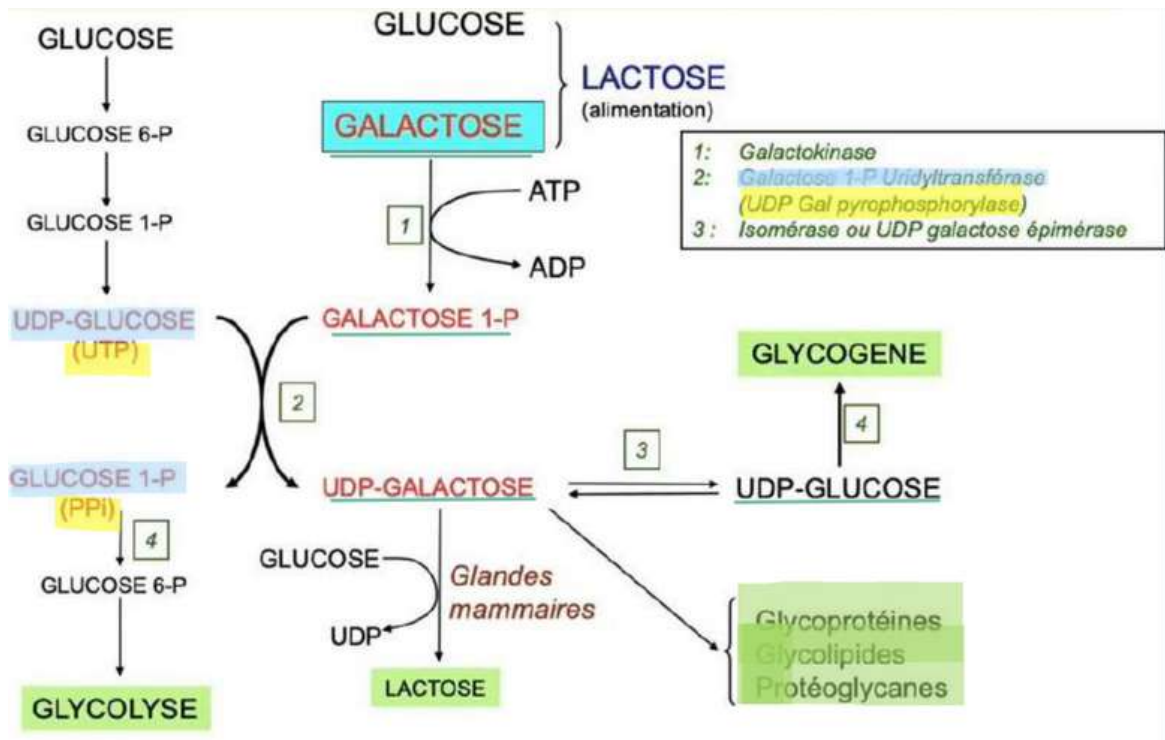 GLUCOSE
GLUCOSE 6-P
GLUCOSE 1-P
UDP-GLUCOSE
(UTP)
GLUCOSE 1-P
(PPi)
4
GLUCOSE 6-P
GLYCOLYSE
GLUCOSE
GALACTOSE
LACTOSE
(alimentation)
1
ATP
ADP
GALACTOSE 1-P
2
UDP-GALACTOSE
3
UDP-GLUCOSE
4
GLYCOGENE
GLUCOSE
UDP
Glandes
mammaires
LACTOSE
Glycoprotéines
Glycolipides
Protéoglycanes
1: Galactokinase
2: Galactose 1-P Uridyltransférase
(UDP Gal pyrophosphorylase)
3 : Isomérase ou UDP galactose épimérase